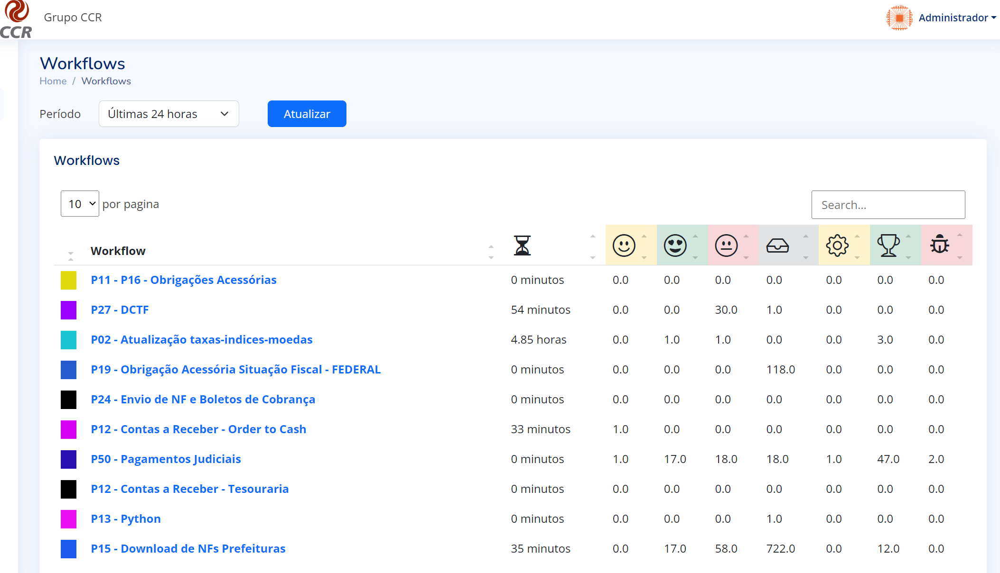 CCR
Grupo CCR
Administrador
Workflows
Home / Workflows
Período
Últimas 24 horas
Atualizar
Workflows
10 por pagina
Search...
Workflow
P11 - P16 - Obrigações Acessórias 0 minutos 0.0 0.0 0.0 0.0 0.0 0.0 0.0
P27 - DCTF 54 minutos 0.0 0.0 30.0 1.0 0.0 0.0 0.0
P02 - Atualização taxas-indices-moedas 4.85 horas 0.0 1.0 1.0 0.0 0.0 3.0 0.0
P19 - Obrigação Acessória Situação Fiscal - FEDERAL 0 minutos 0.0 0.0 0.0 118.0 0.0 0.0 0.0
P24 - Envio de NF e Boletos de Cobrança 0 minutos 0.0 0.0 0.0 0.0 0.0 0.0 0.0
P12 - Contas a Receber - Order to Cash 33 minutos 1.0 0.0 0.0 0.0 0.0 0.0 0.0
P50 - Pagamentos Judiciais 0 minutos 1.0 17.0 18.0 18.0 1.0 47.0 2.0
P12 - Contas a Receber - Tesouraria 0 minutos 0.0 0.0 0.0 0.0 0.0 0.0 0.0
P13 - Python 0 minutos 0.0 0.0 0.0 1.0 0.0 0.0 0.0
P15 - Download de NFs Prefeituras 35 minutos 0.0 17.0 58.0 722.0 0.0 12.0 0.0